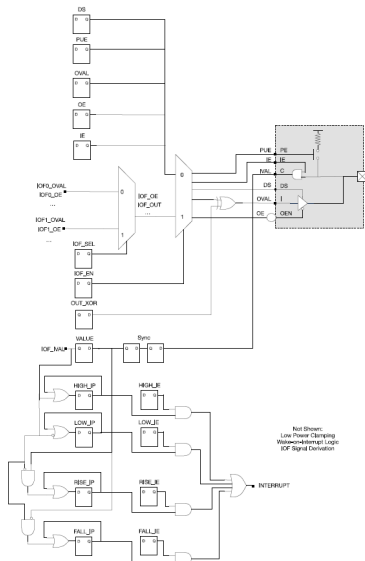 DS
D Q
PUE
D Q
OVAL
D Q
OE
D Q
IE
D Q
IOF0_OVAL
IOF0_OE
...
IOF1_OVAL
IOF1_OE
...
0
1
IOF_OE
IOF_OUT
...
0
1
IOF_SEL
D Q
IOF_EN
D Q
OUT_XOR
D Q
PUE PE
IE IE
IVAL C
DS DS
OVAL I
OE OEN
IOF_IVAL
VALUE
D Q
Sync
D Q
D Q
HIGH_IP
D Q
HIGH_IE
D Q
LOW_IP
D Q
LOW_IE
D Q
RISE_IP
D Q
RISE_IE
D Q
FALL_IP
D Q
FALL_IE
D Q
INTERRUPT
Not Shown:
Low Power Clamping
Wake-on-Interrupt Logic
IOF Signal Derivation